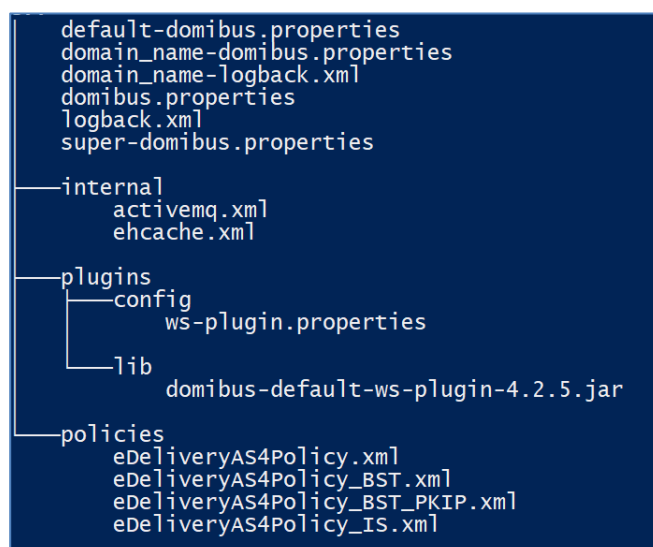 default-domibus.properties
domain_name-domibus.properties
domain_name-logback.xml
domibus.properties
logback.xml
super-domibus.properties
internal
activemq.xml
ehcache.xml
plugins
config
ws-plugin.properties
lib
domibus-default-ws-plugin-4.2.5.jar
policies
eDeliveryAS4Policy.xml
eDeliveryAS4Policy_BST.xml
eDeliveryAS4Policy_BST_PKIP.xml
eDeliveryAS4Policy_IS.xml